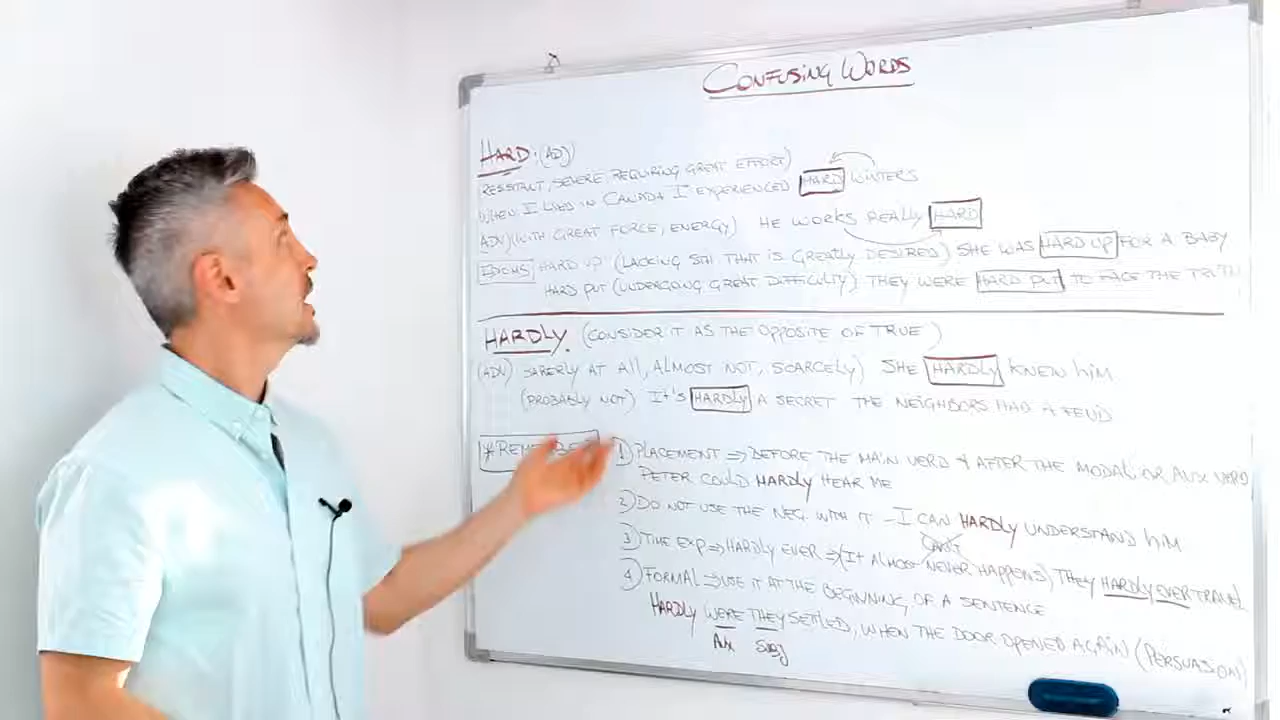 CONFUSING WORDS
HARD: (ADJ)
RESISTANT, SEVERE, REQUIRING GREAT EFFORT)
WHEN I LIVED IN CANADA I EXPERIENCED HARD WINTERS
ADV) (WITH GREAT FORCE, ENERGY) HE WORKS REALLY HARD
IDIOMS HARD UP (LACKING STH THAT IS GREATLY DESIRED) SHE WAS HARD UP FOR A BABY
HARD PUT (UNDERGOING GREAT DIFFICULTY) THEY WERE HARD PUT TO FACE THE TRUTH
HARDLY. (CONSIDER IT AS THE OPPOSITE OF TRUE)
(ADV) AT ALL, ALMOST NOT, SCARCELY) SHE HARDLY KNEW HIM
(PROBABLY NOT) IT'S HARDLY A SECRET THE NEIGHBORS HAD A FEUD
*REMEMBER 1) PLACEMENT ⇒ BEFORE THE MAIN VERB & AFTER THE MODAL OR AUX VERB
PETER COULD HARDLY HEAR ME
2) DO NOT USE THE NEG. WITH IT - I CAN HARDLY UNDERSTAND HIM
CAN'T
3) THE EXP ⇒ HARDLY EVER ⇒ (IT ALMOST NEVER HAPPENS) THEY HARDLY EVER TRAVEL
4) FORMAL ⇒ USE IT AT THE BEGINNING OF A SENTENCE
HARDLY WERE THEY SETTLED, WHEN THE DOOR OPENED AGAIN (PERSUASION)
AUX SUBJ